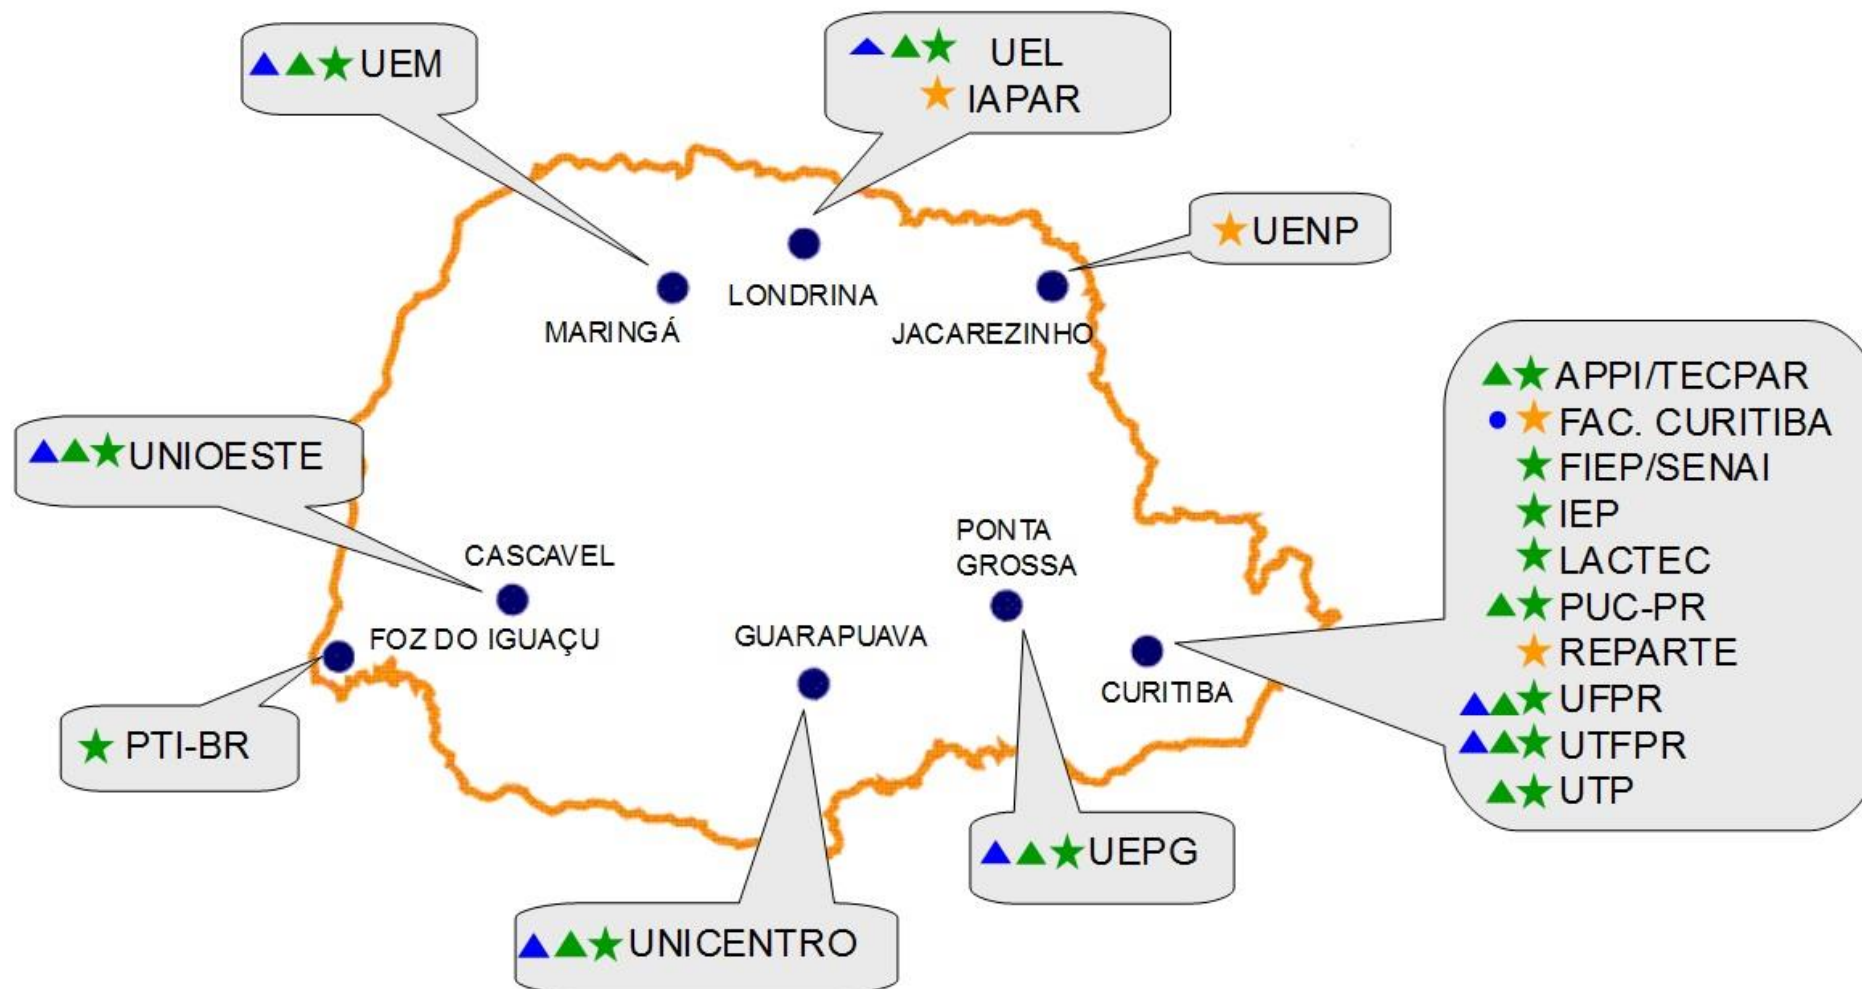 UEM
UEL
IAPAR
UENP
LONDRINA
MARINGÁ
JACAREZINHO
APPI/TECPAR
FAC. CURITIBA
FIEP/SENAI
IEP
LACTEC
PUC-PR
REPARTE
UFPR
UTFPR
UTP
UNIOESTE
CASCAVEL
PONTA
GROSSA
FOZ DO IGUAÇU
GUARAPUAVA
CURITIBA
PTI-BR
UEPG
UNICENTRO